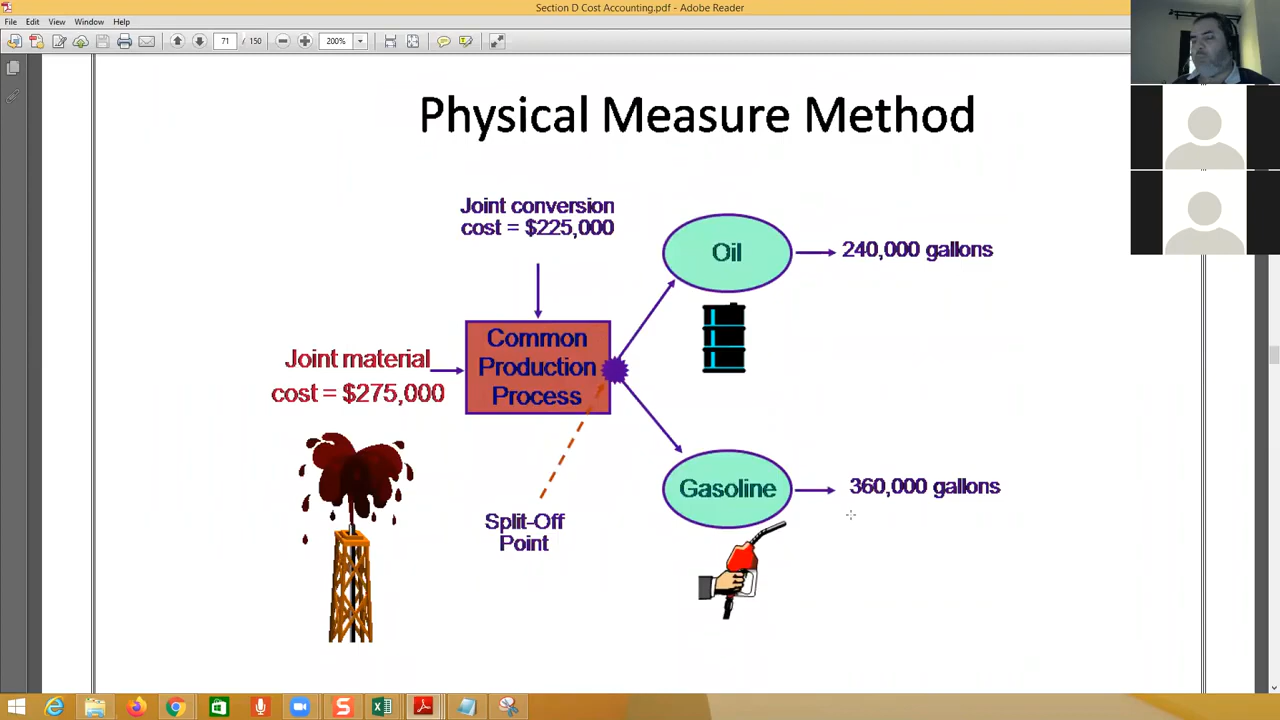 Section D Cost Accounting.pdf - Adobe Reader
File Edit View Window Help
71 / 150 200%
Physical Measure Method
Joint conversion
cost = $225,000
Oil
240,000 gallons
Common
Production
Process
Joint material
cost = $275,000
Gasoline
360,000 gallons
Split-Off
Point